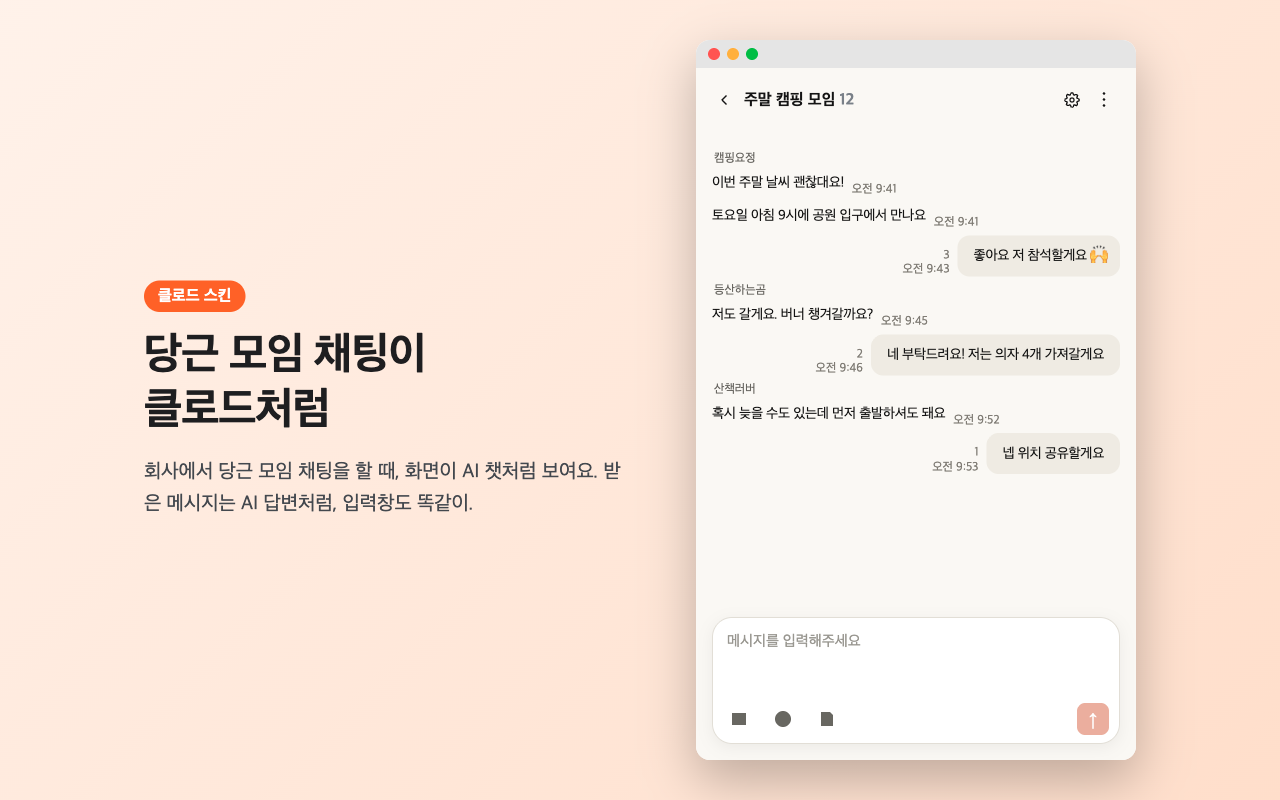 클로드 스킨
당근 모임 채팅이
클로드처럼
회사에서 당근 모임 채팅을 할 때, 화면이 AI 챗처럼 보여요. 받
은 메시지는 AI 답변처럼, 입력창도 똑같이.
주말 캠핑 모임 12
캠핑요정
이번 주말 날씨 괜찮대요! 오전 9:41
토요일 아침 9시에 공원 입구에서 만나요 오전 9:41
3
오전 9:43
좋아요 저 참석할게요 🙌
등산하는곰
저도 갈게요. 버너 챙겨갈까요? 오전 9:45
2
오전 9:46
네 부탁드려요! 저는 의자 4개 가져갈게요
산책러버
혹시 늦을 수도 있는데 먼저 출발하셔도 돼요 오전 9:52
1
오전 9:53
넵 위치 공유할게요
메시지를 입력해주세요